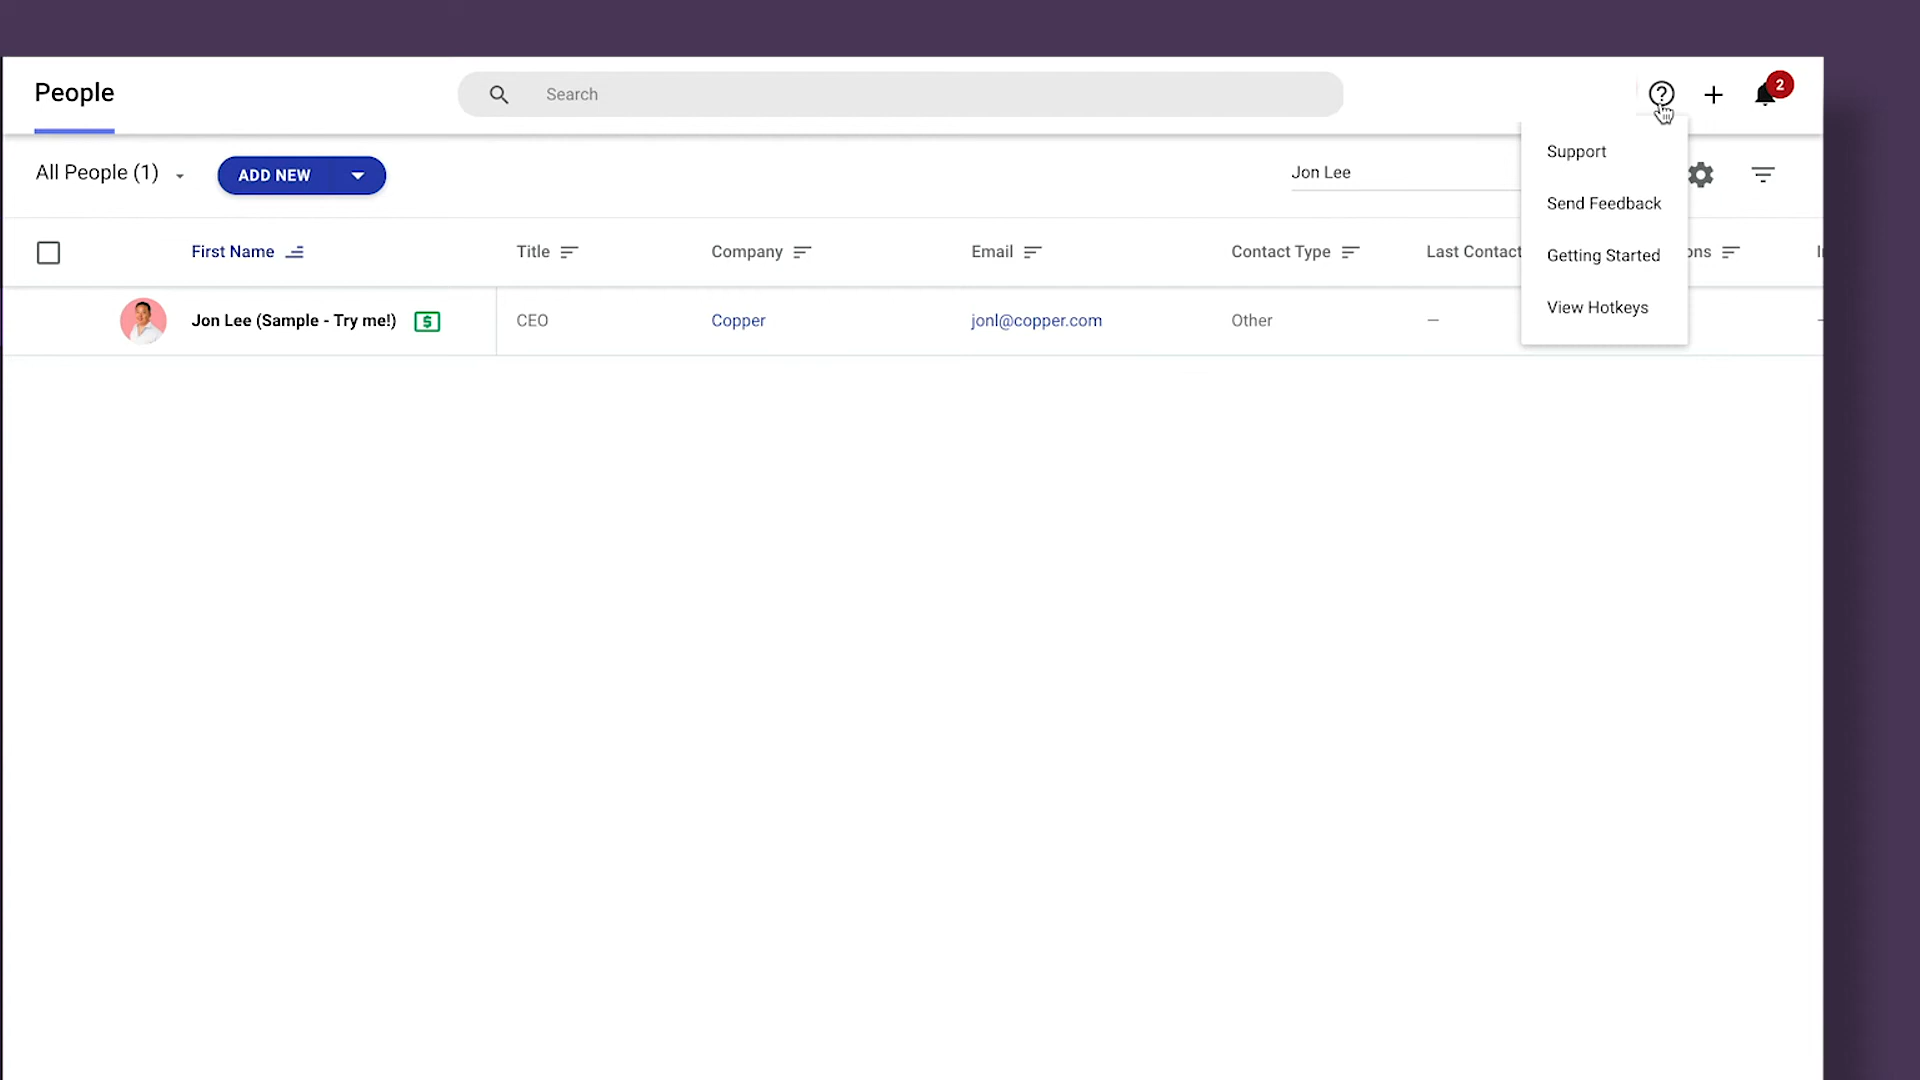 People
Search
2
All People (1)
ADD NEW
Jon Lee
Support
Send Feedback
Getting Started
View Hotkeys
First Name
Title
Company
Email
Contact Type
Last Contact
ons
Jon Lee (Sample - Try me!)
$
CEO
Copper
jonl@copper.com
Other
—